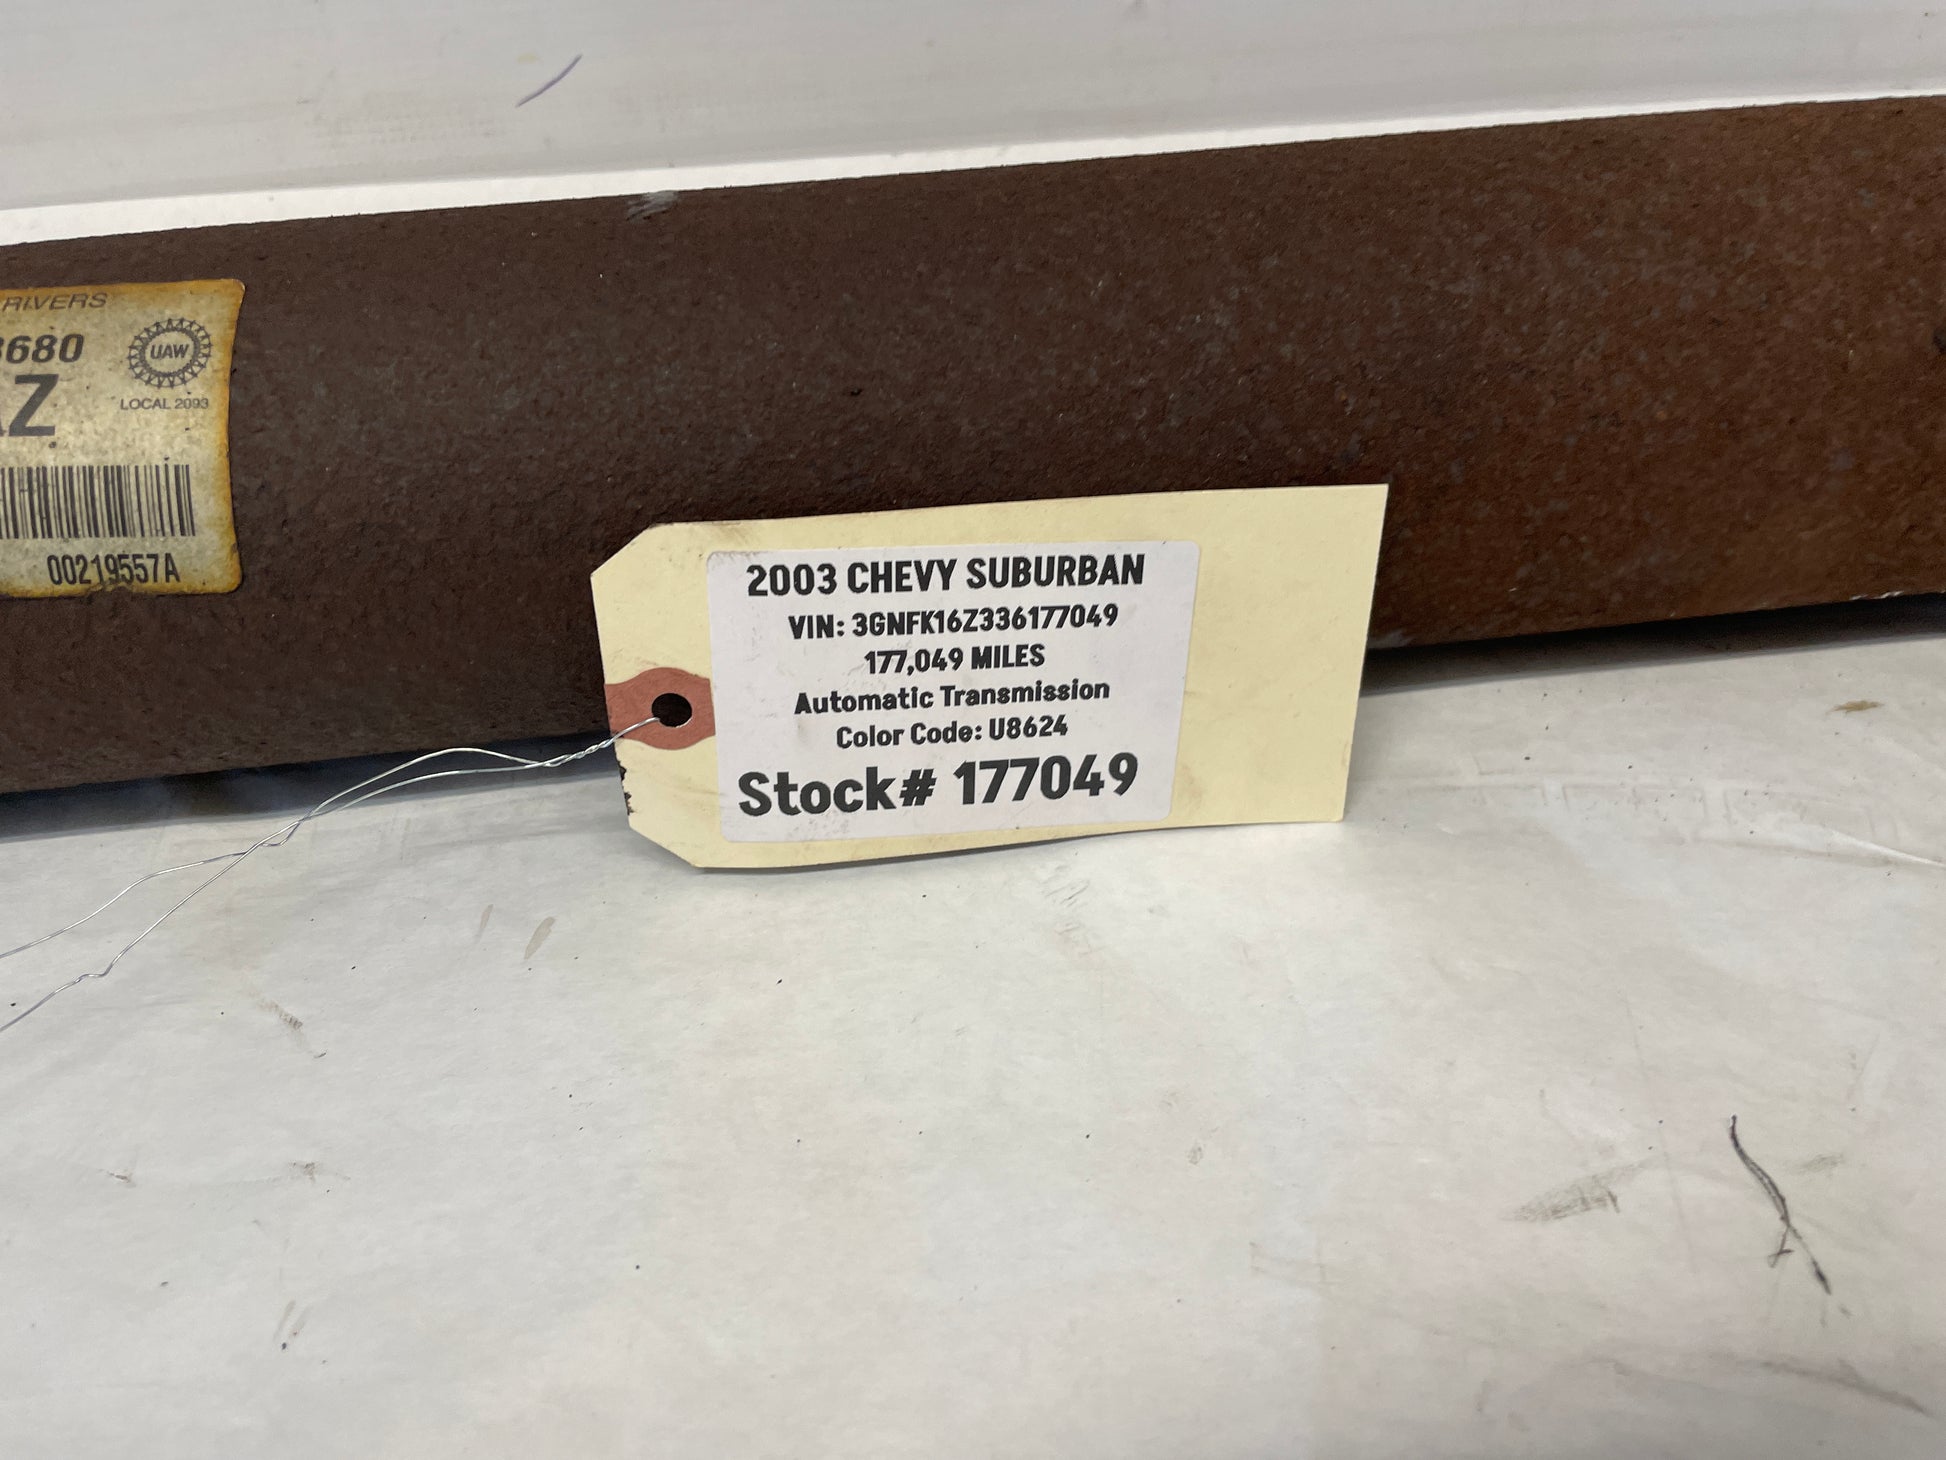 RIVERS
680
Z
UAW
LOCAL 2093
00219557A
2003 CHEVY SUBURBAN
VIN: 3GNFK16Z336177049
177,049 MILES
Automatic Transmission
Color Code: U8624
Stock# 177049